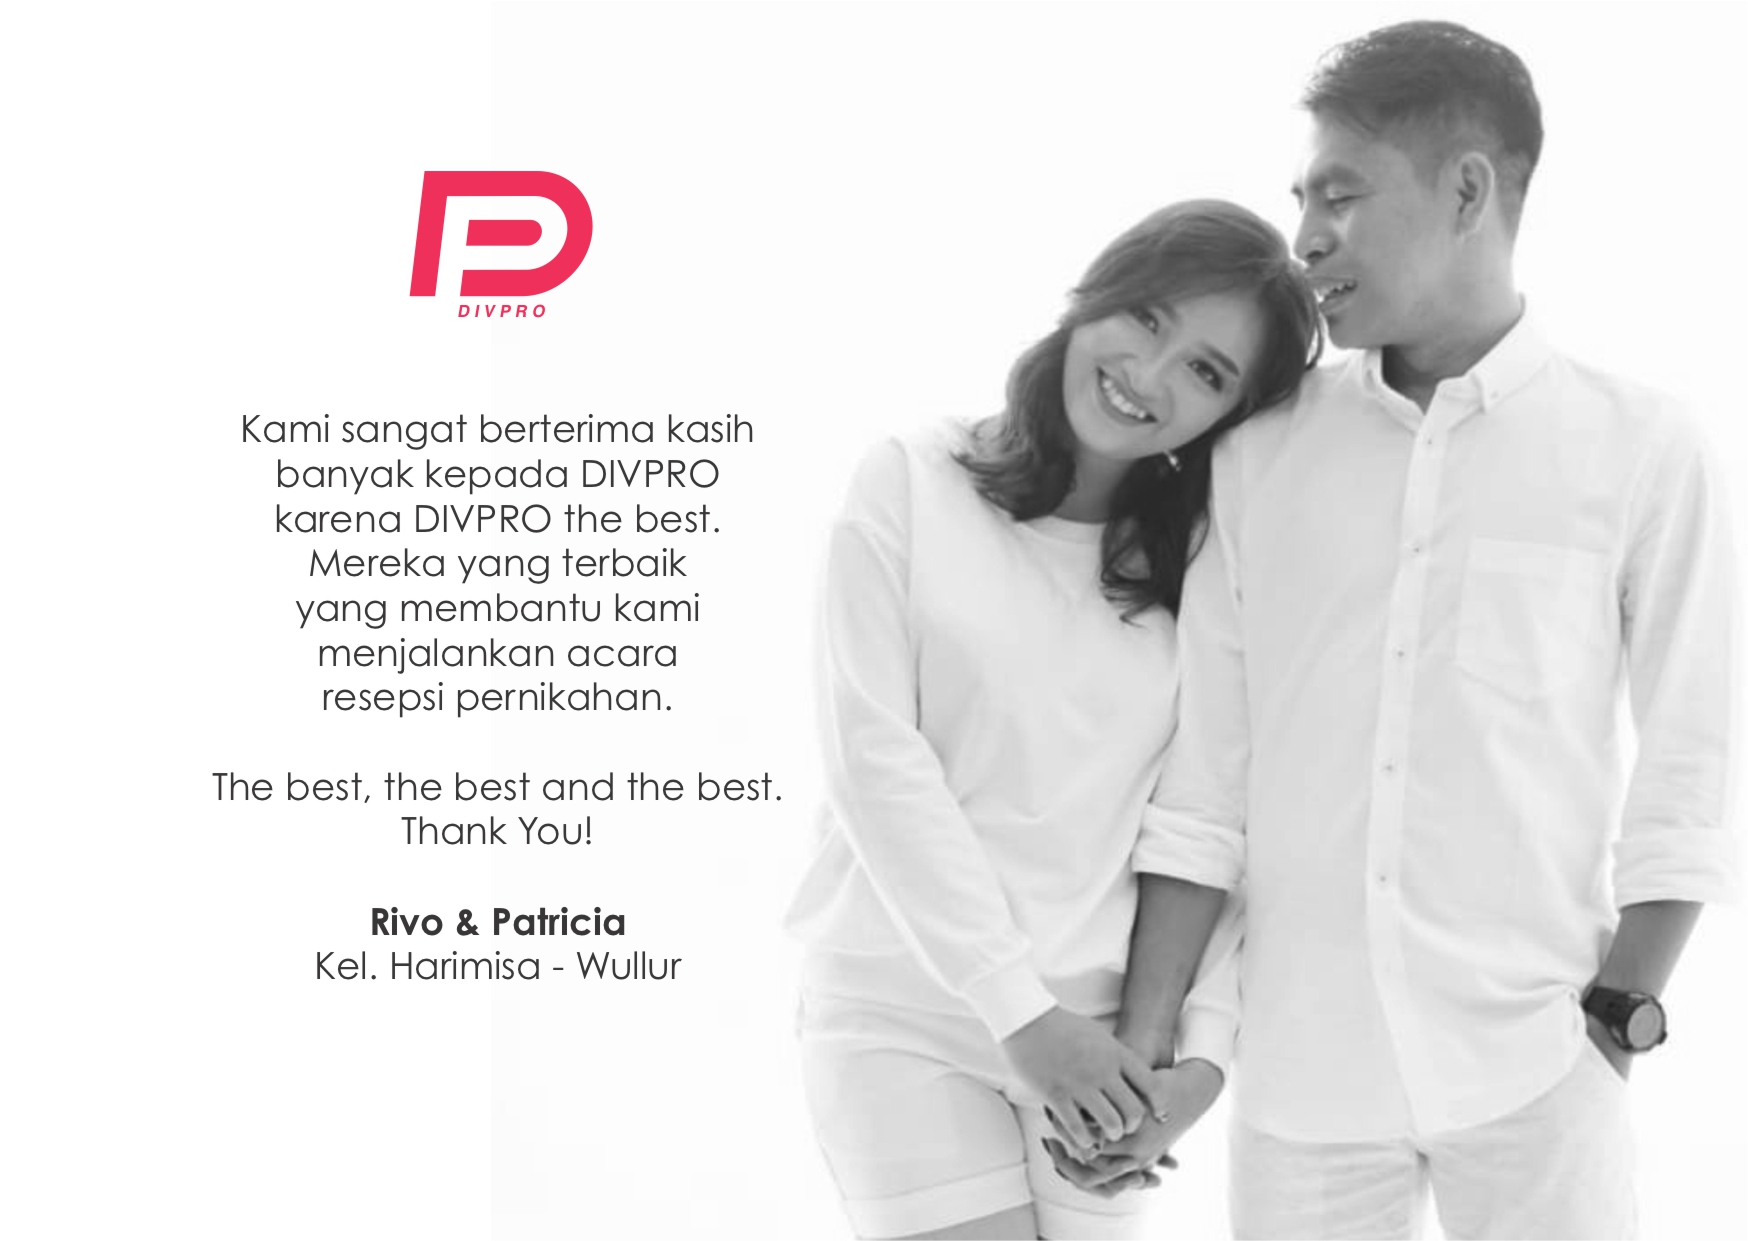 DIVPRO
Kami sangat berterima kasih
banyak kepada DIVPRO
karena DIVPRO the best.
Mereka yang terbaik
yang membantu kami
menjalankan acara
resepsi pernikahan.
The best, the best and the best.
Thank You!
Rivo & Patricia
Kel. Harimisa - Wullur